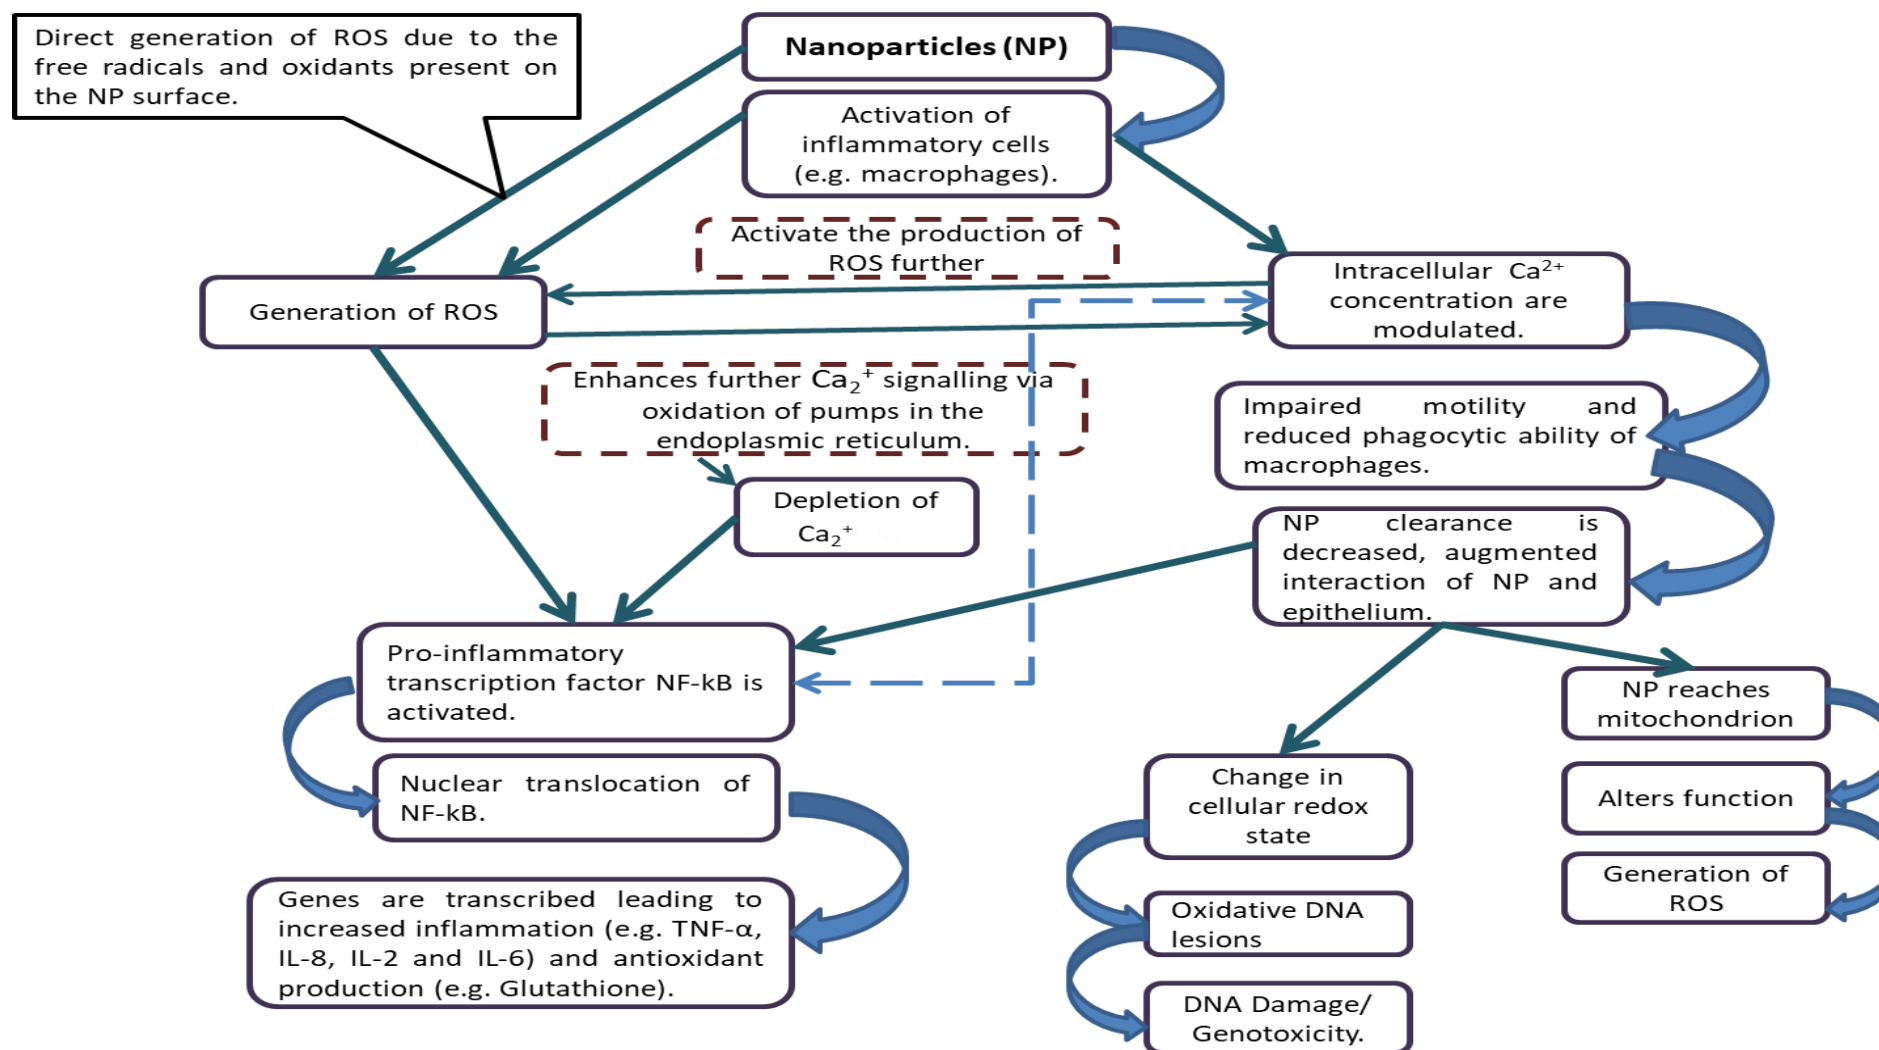 Direct generation of ROS due to the
free radicals and oxidants present on
the NP surface.
Nanoparticles (NP)
Activation of
inflammatory cells
(e.g. macrophages).
Activate the production of
ROS further
Generation of ROS
Intracellular Ca²⁺
concentration are
modulated.
Enhances further Ca₂⁺ signalling via
oxidation of pumps in the
endoplasmic reticulum.
Impaired motility and
reduced phagocytic ability of
macrophages.
Depletion of
Ca₂⁺
NP clearance is
decreased, augmented
interaction of NP and
epithelium.
Pro-inflammatory
transcription factor NF-kB is
activated.
NP reaches
mitochondrion
Nuclear translocation of
NF-kB.
Change in
cellular redox
state
Alters function
Genes are transcribed leading to
increased inflammation (e.g. TNF-α,
IL-8, IL-2 and IL-6) and antioxidant
production (e.g. Glutathione).
Generation of
ROS
Oxidative DNA
lesions
DNA Damage/
Genotoxicity.